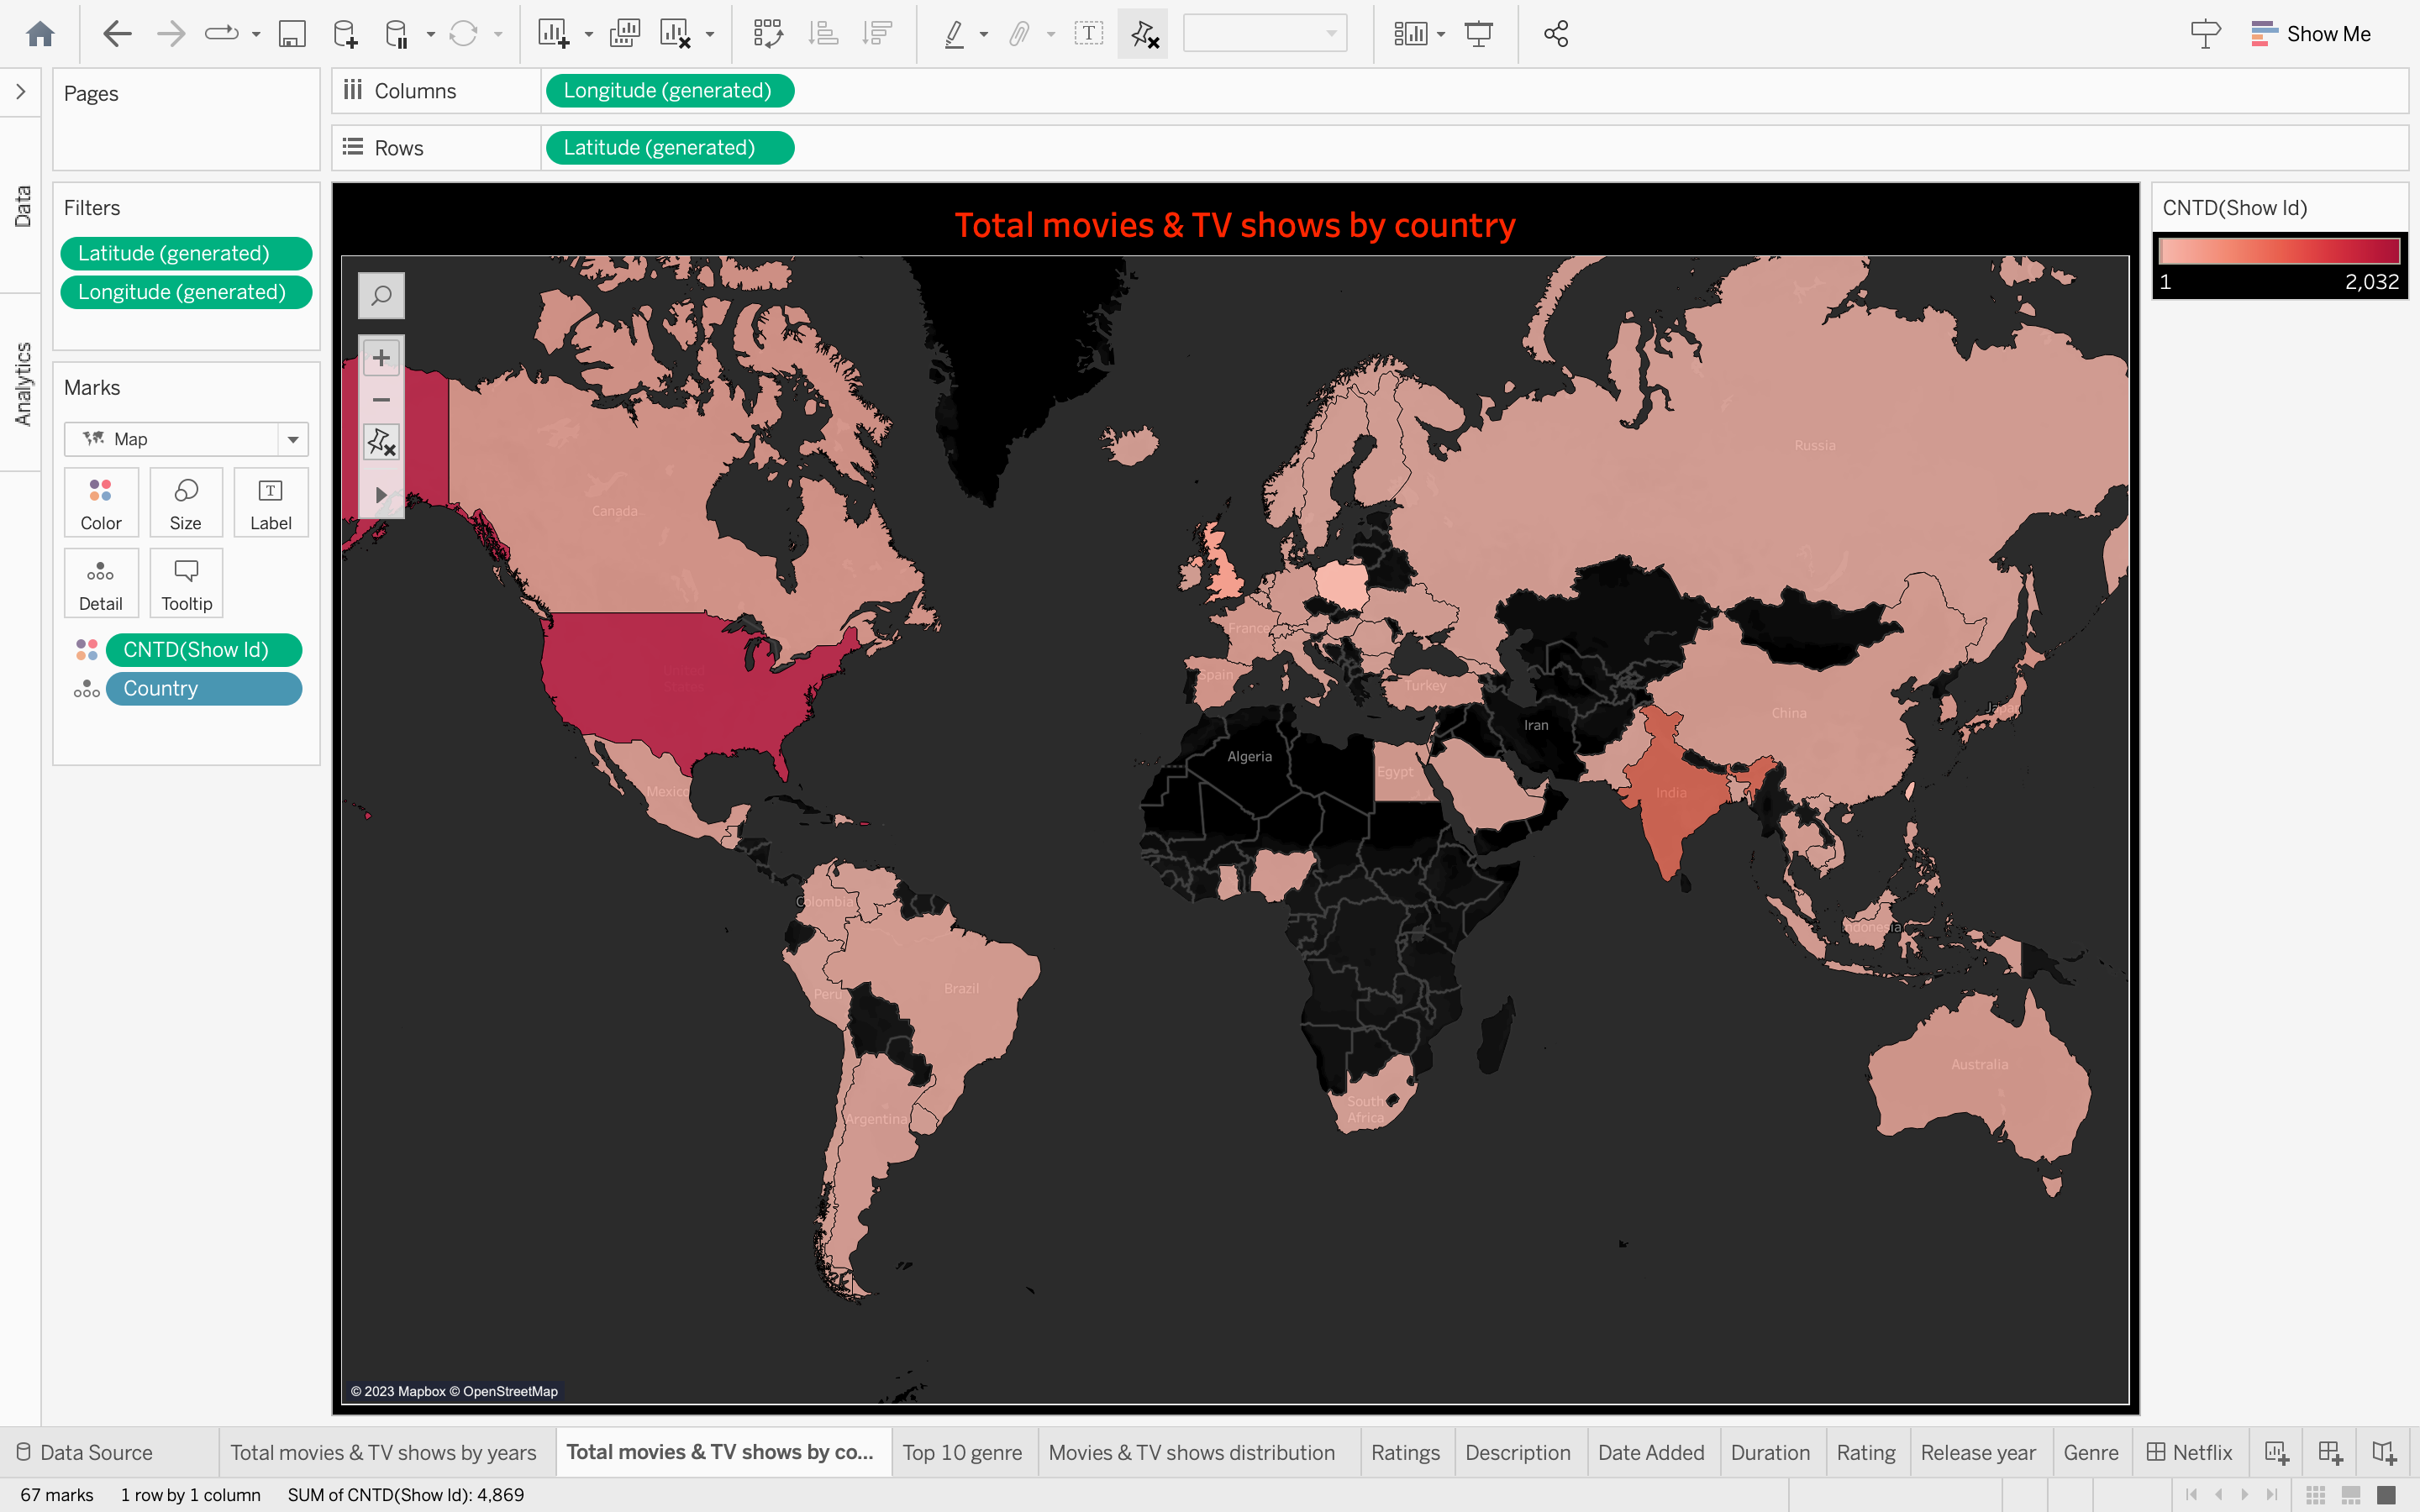 Show Me
Pages
Columns
Longitude (generated)
Rows
Latitude (generated)
Data
Analytics
Filters
Latitude (generated)
Longitude (generated)
Marks
Map
Color
Size
Label
Detail
Tooltip
CNTD(Show Id)
Country
Total movies & TV shows by country
Canada
Russia
France
Spain
Turkey
China
Japan
Iran
Algeria
Egypt
India
Mexico
Colombia
Indonesia
Peru
Brazil
Australia
South
Africa
Argentina
© 2023 Mapbox © OpenStreetMap
CNTD(Show Id)
1
2,032
Data Source
Total movies & TV shows by years
Total movies & TV shows by co...
Top 10 genre
Movies & TV shows distribution
Ratings
Description
Date Added
Duration
Rating
Release year
Genre
Netflix
67 marks
1 row by 1 column
SUM of CNTD(Show Id): 4,869